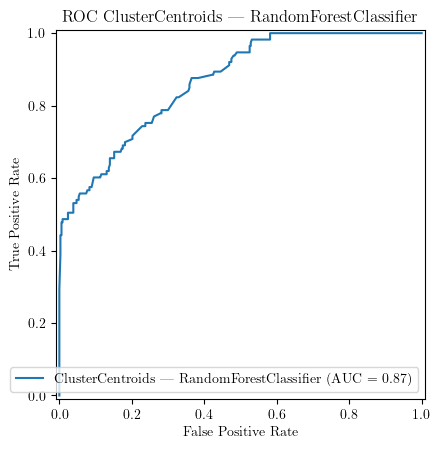 ROC ClusterCentroids — RandomForestClassifier
1.0
0.8
0.6
0.4
0.2
0.0
True Positive Rate
ClusterCentroids — RandomForestClassifier (AUC = 0.87)
0.0 0.2 0.4 0.6 0.8 1.0
False Positive Rate